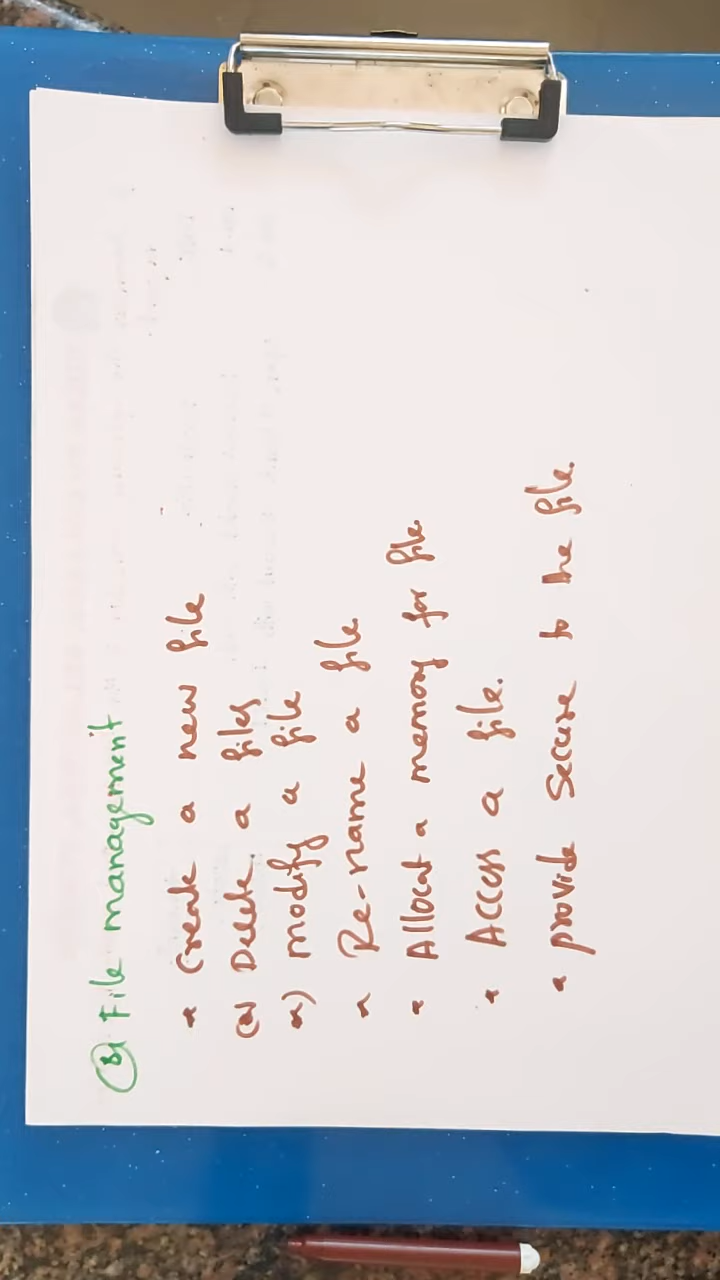 3) File management
* Create a new file
(*) Delete a files
*) modify a file
* Re-name a file
* Allocat a memory for file.
* Access a file.
* provide Secure to the file.